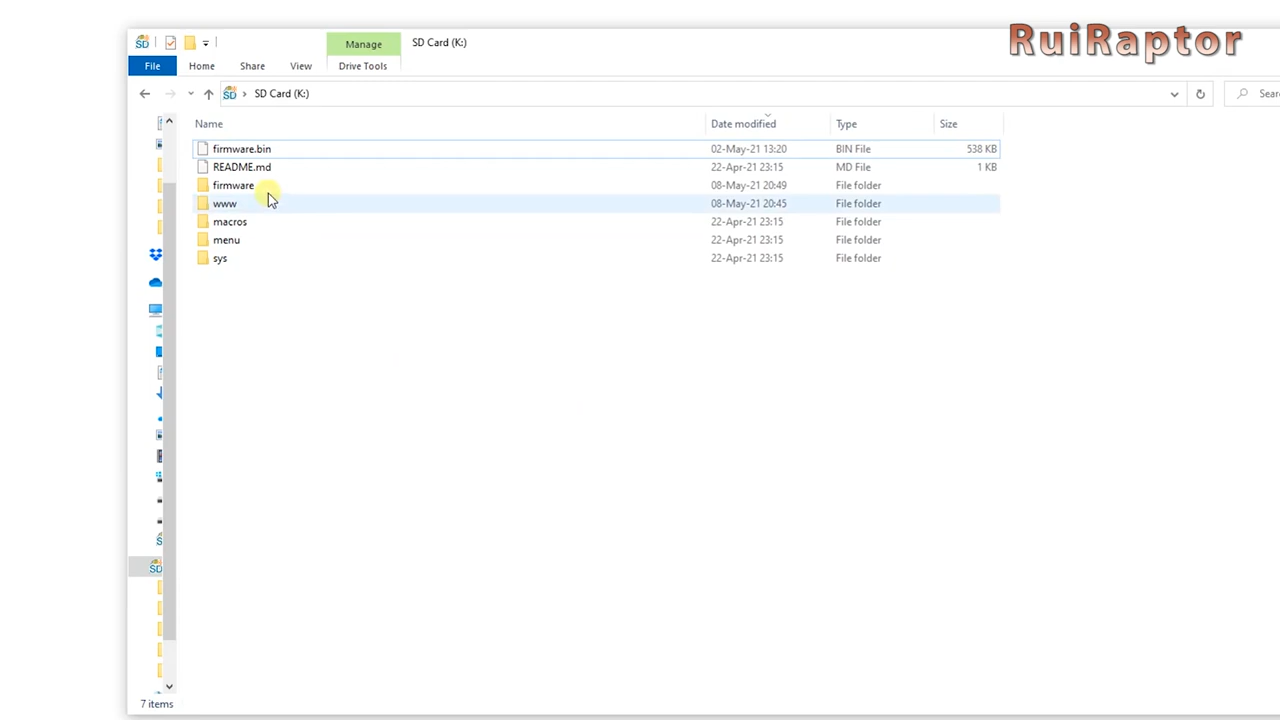 RuiRaptor
SD
Manage
SD Card (K:)
File
Home
Share
View
Drive Tools
SD
SD Card (K:)
Sear
Name
Date modified
Type
Size
firmware.bin
02-May-21 13:20
BIN File
538 KB
README.md
22-Apr-21 23:15
MD File
1 KB
firmware
08-May-21 20:49
File folder
www
08-May-21 20:45
File folder
macros
22-Apr-21 23:15
File folder
menu
22-Apr-21 23:15
File folder
sys
22-Apr-21 23:15
File folder
SD
7 items